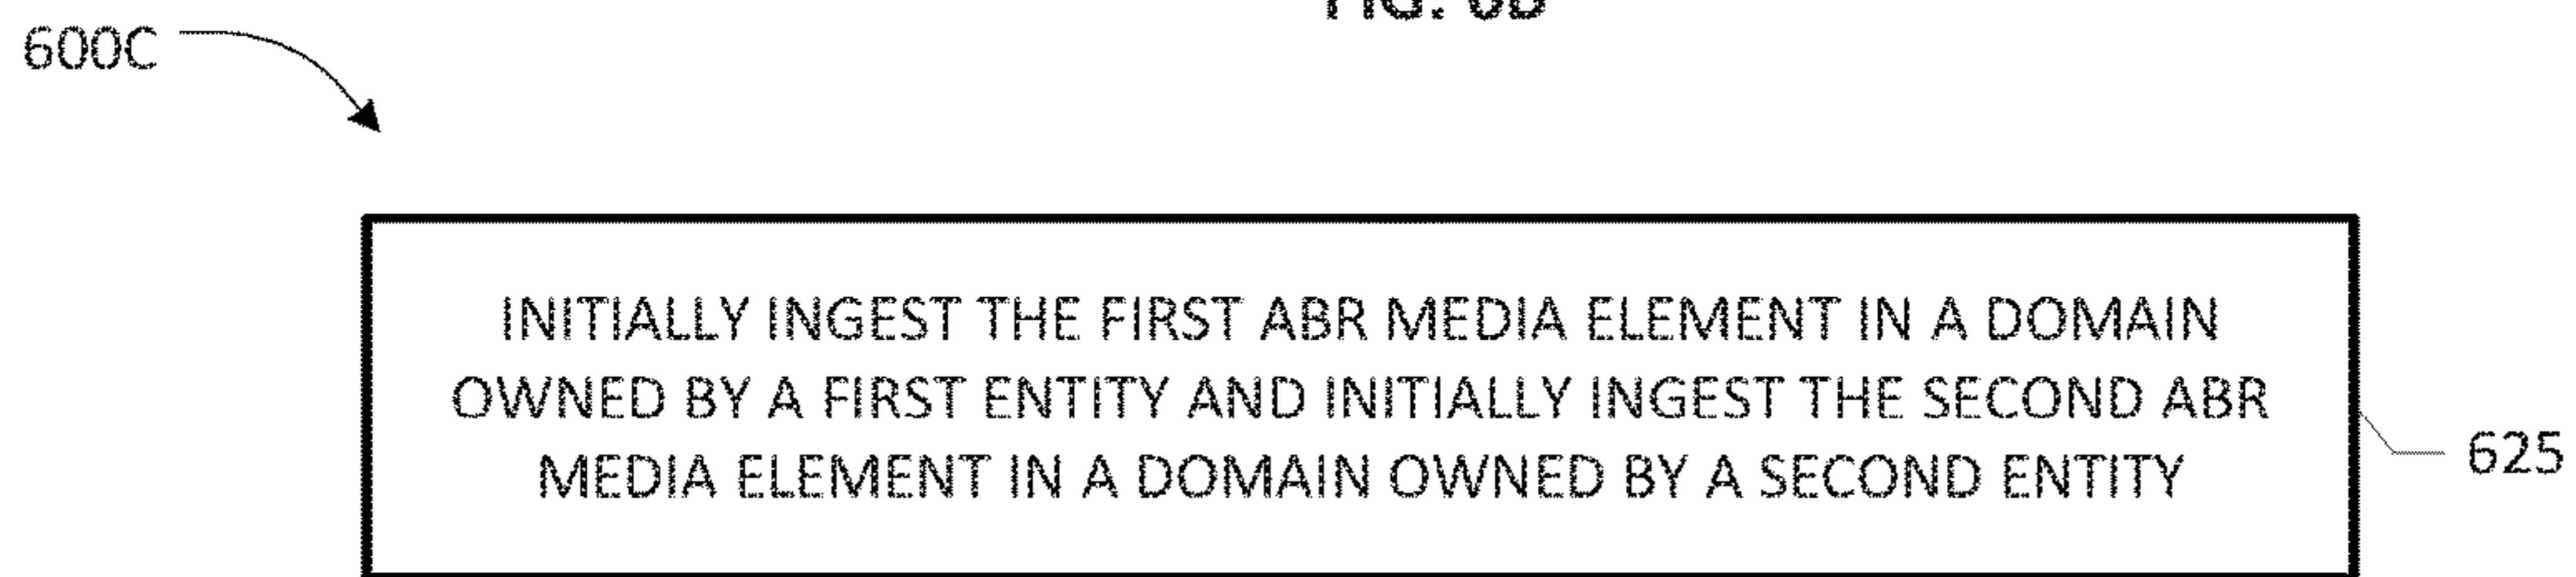 600C
INITIALLY INGEST THE FIRST ABR MEDIA ELEMENT IN A DOMAIN
OWNED BY A FIRST ENTITY AND INITIALLY INGEST THE SECOND ABR
MEDIA ELEMENT IN A DOMAIN OWNED BY A SECOND ENTITY
625